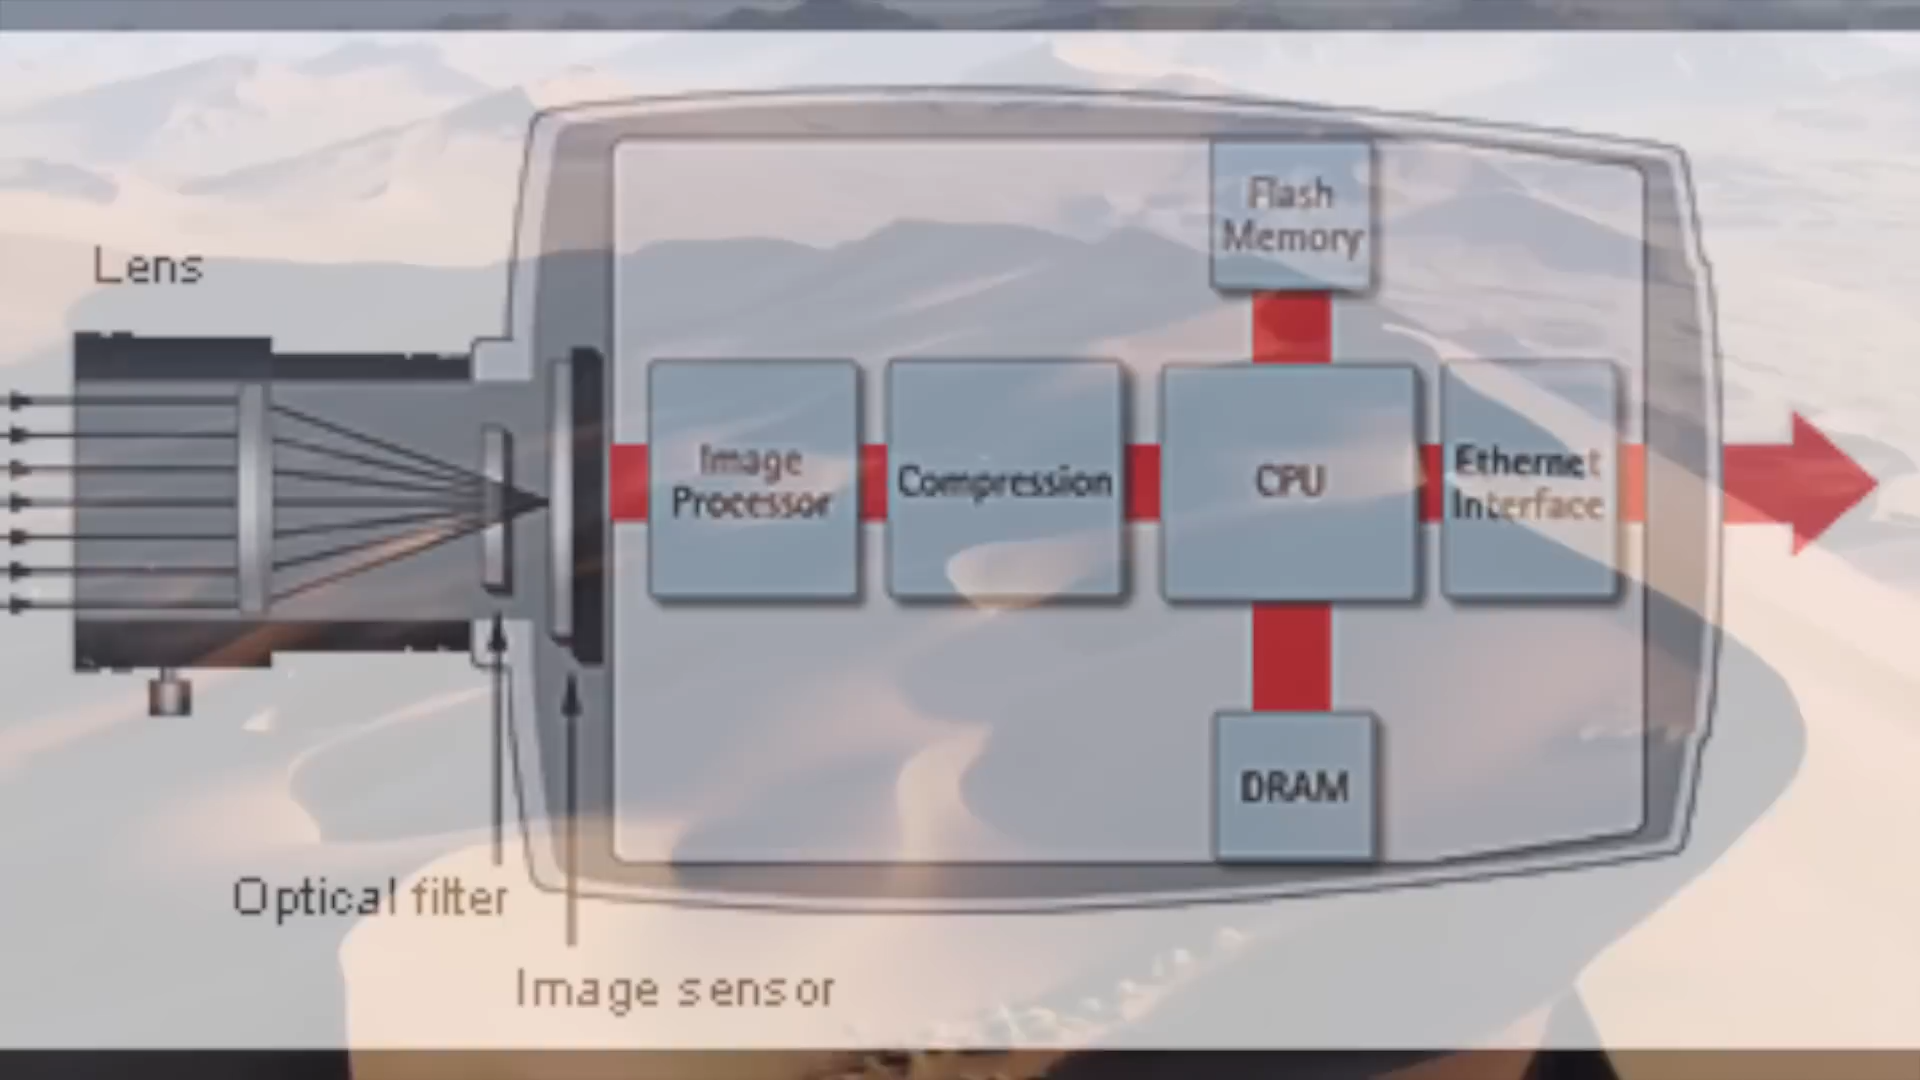 Lens
Flash
Memory
Image
Processor
Compression
CPU
Ethernet
Interface
DRAM
Optical filter
Image sensor